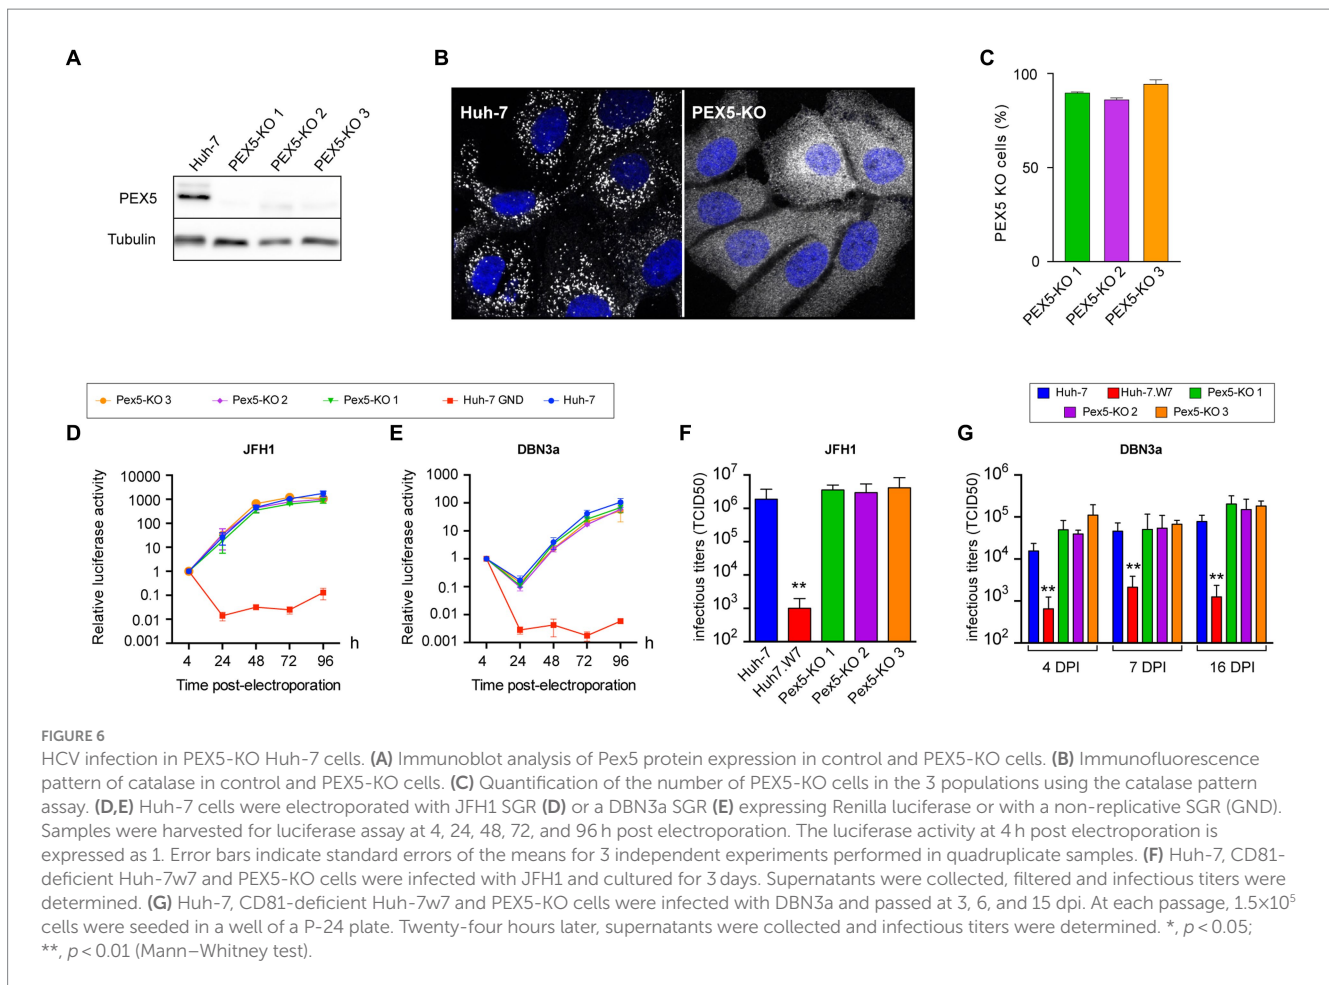 A
Huh-7
PEX5-KO 1
PEX5-KO 2
PEX5-KO 3
PEX5
Tubulin
B
Huh-7
PEX5-KO
C
PEX5 KO cells (%)
100
50
0
PEX5-KO 1
PEX5-KO 2
PEX5-KO 3
Pex5-KO 3 Pex5-KO 2 Pex5-KO 1 Huh-7 GND Huh-7
D
JFH1
Relative luciferase activity
10000
1000
100
10
1
0.1
0.01
0.001
4 24 48 72 96 h
Time post-electroporation
E
DBN3a
Relative luciferase activity
1000
100
10
1
0.1
0.01
0.001
4 24 48 72 96 h
Time post-electroporation
F
JFH1
infectious titers (TCID50)
10⁷
10⁶
10⁵
10⁴
10³
10²
**
Huh-7
Huh7.W7
Pex5-KO 1
Pex5-KO 2
Pex5-KO 3
Huh-7 Huh-7.W7 Pex5-KO 1
Pex5-KO 2 Pex5-KO 3
G
DBN3a
infectious titers (TCID50)
10⁶
10⁵
10⁴
10³
10²
** ** **
4 DPI 7 DPI 16 DPI
FIGURE 6
HCV infection in PEX5-KO Huh-7 cells. (A) Immunoblot analysis of Pex5 protein expression in control and PEX5-KO cells. (B) Immunofluorescence
pattern of catalase in control and PEX5-KO cells. (C) Quantification of the number of PEX5-KO cells in the 3 populations using the catalase pattern
assay. (D,E) Huh-7 cells were electroporated with JFH1 SGR (D) or a DBN3a SGR (E) expressing Renilla luciferase or with a non-replicative SGR (GND).
Samples were harvested for luciferase assay at 4, 24, 48, 72, and 96 h post electroporation. The luciferase activity at 4 h post electroporation is
expressed as 1. Error bars indicate standard errors of the means for 3 independent experiments performed in quadruplicate samples. (F) Huh-7, CD81-
deficient Huh-7w7 and PEX5-KO cells were infected with JFH1 and cultured for 3 days. Supernatants were collected, filtered and infectious titers were
determined. (G) Huh-7, CD81-deficient Huh-7w7 and PEX5-KO cells were infected with DBN3a and passed at 3, 6, and 15 dpi. At each passage, 1.5×10⁵
cells were seeded in a well of a P-24 plate. Twenty-four hours later, supernatants were collected and infectious titers were determined. *, p < 0.05;
**, p < 0.01 (Mann–Whitney test).